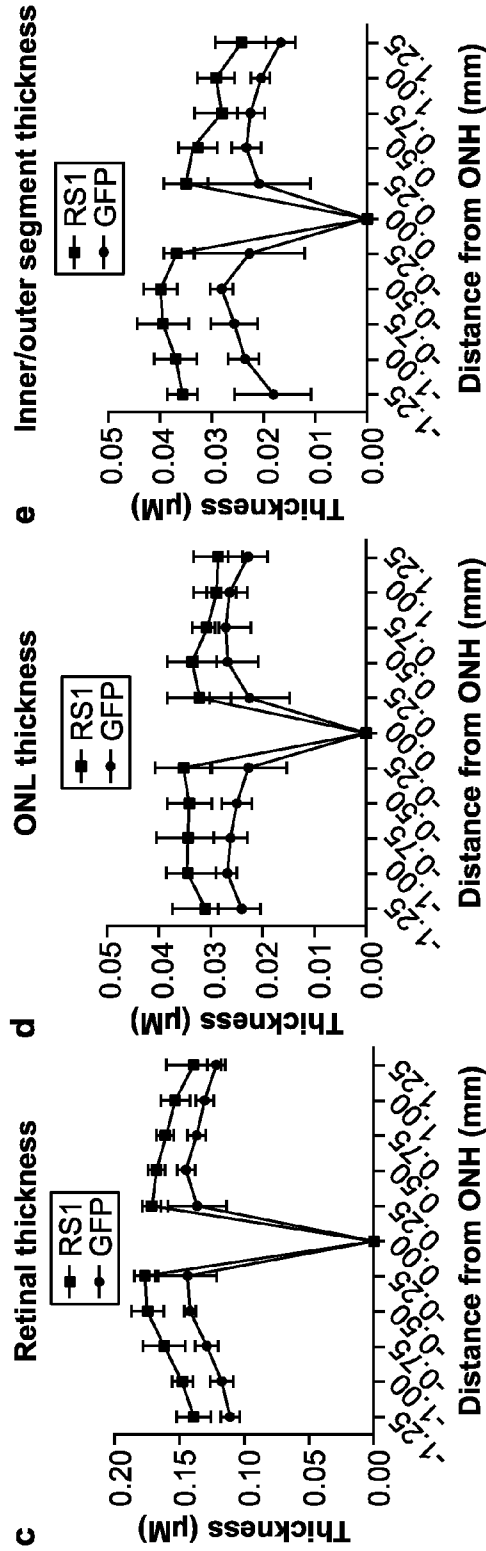 c
Retinal thickness
RS1
GFP
Thickness (µM)
0.20
0.15
0.10
0.05
0.00
-1.25
-1.00
-0.75
-0.50
-0.25
0.00
0.25
0.50
0.75
1.00
1.25
Distance from ONH (mm)
d
ONL thickness
RS1
GFP
Thickness (µM)
0.05
0.04
0.03
0.02
0.01
0.00
-1.25
-1.00
-0.75
-0.50
-0.25
0.00
0.25
0.50
0.75
1.00
1.25
Distance from ONH (mm)
e
Inner/outer segment thickness
RS1
GFP
Thickness (µM)
0.05
0.04
0.03
0.02
0.01
0.00
-1.25
-1.00
-0.75
-0.50
-0.25
0.00
0.25
0.50
0.75
1.00
1.25
Distance from ONH (mm)